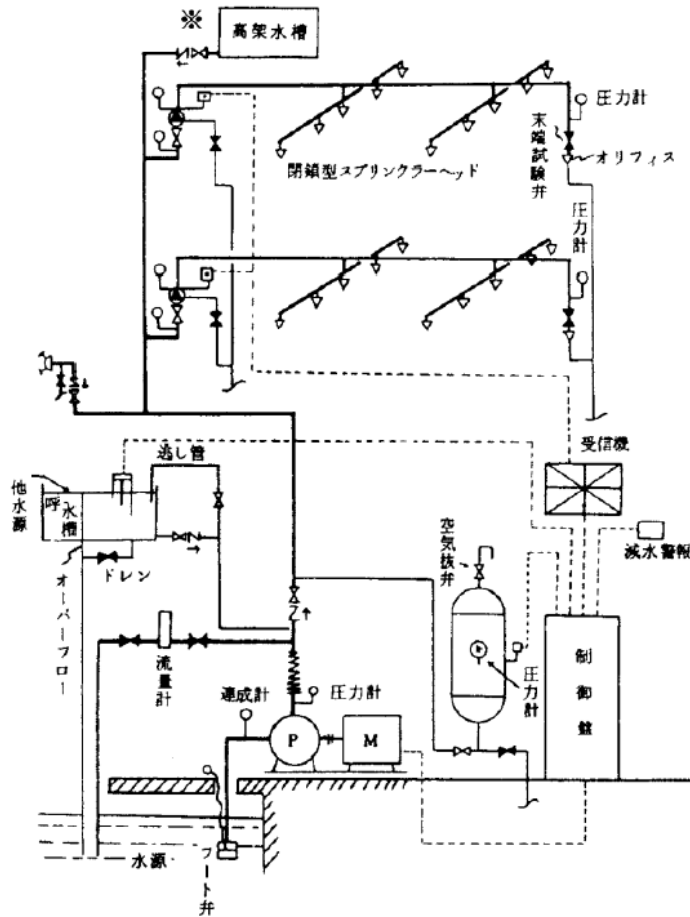 ※
高架水槽
圧力計
末端試験弁
オリフィス
閉鎖型スプリンクラーヘッド
圧力計
受信機
逃し管
他水源
呼水槽
減水警報
空気抜弁
ドレン
オーバーフロー
流量計
連成計
圧力計
圧力計
制御盤
P
M
水源
フート弁